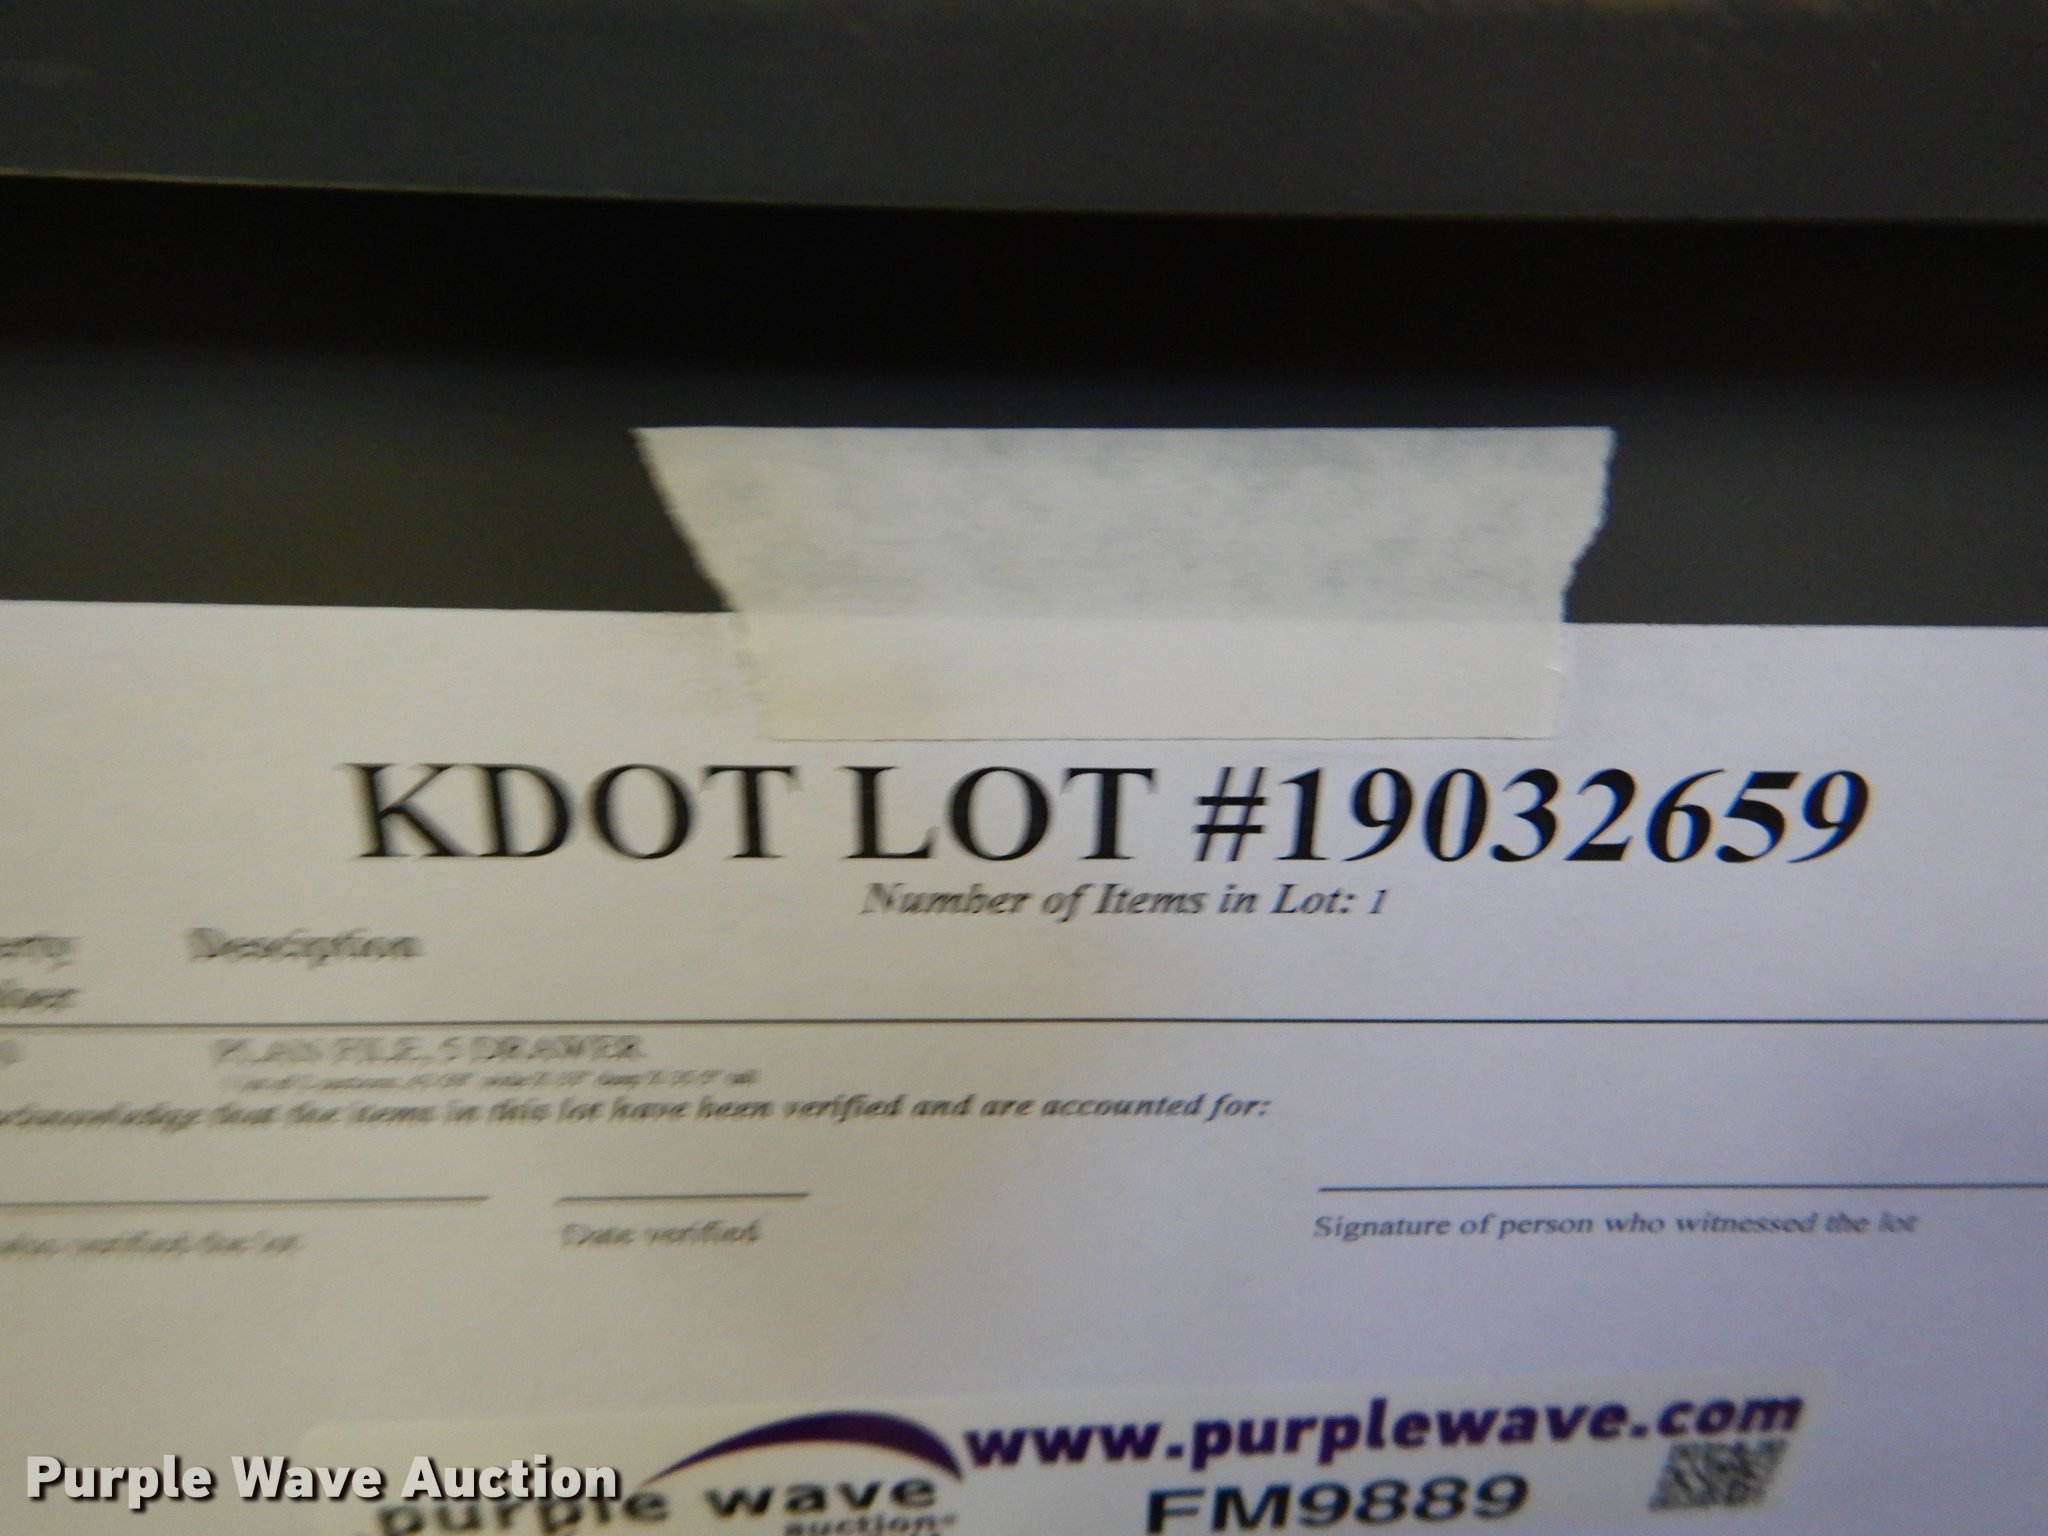 KDOT LOT #19032659
Number of Items in Lot: 1
Description
PLAN FILE, 5 DRAWER
that the items in this lot have been verified and are accounted for:
Date verified
Signature of person who witnessed the lot
www.purplewave.com
purple wave
auction
FM9889
Purple Wave Auction